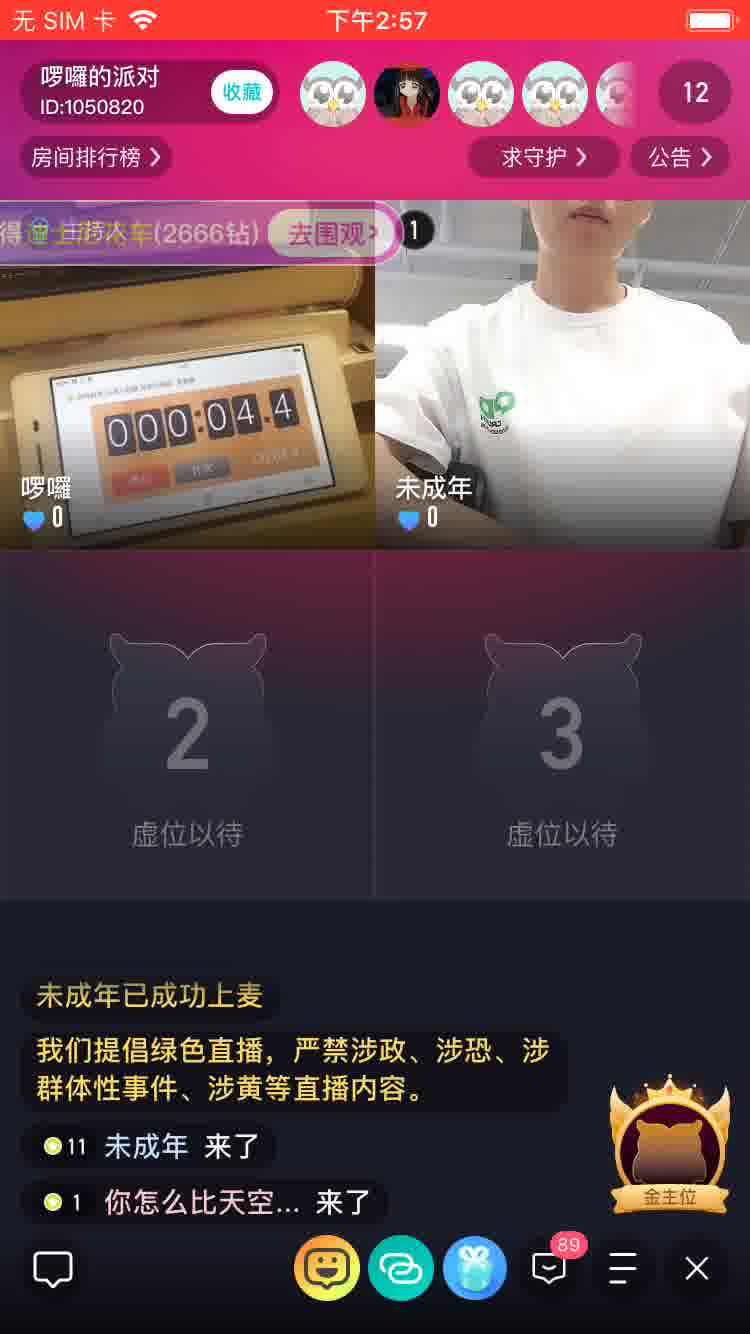 无 SIM 卡
下午2:57
啰囉的派对
收藏
ID:1050820
12
房间排行榜
求守护
公告
(2666钻)
去围观
1
000:04.4
啰囉
0
未成年
0
2
3
虚位以待
虚位以待
未成年已成功上麦
我们提倡绿色直播，严禁涉政、涉恐、涉
群体性事件、涉黄等直播内容。
11 未成年 来了
1 你怎么比天空... 来了
金主位
89